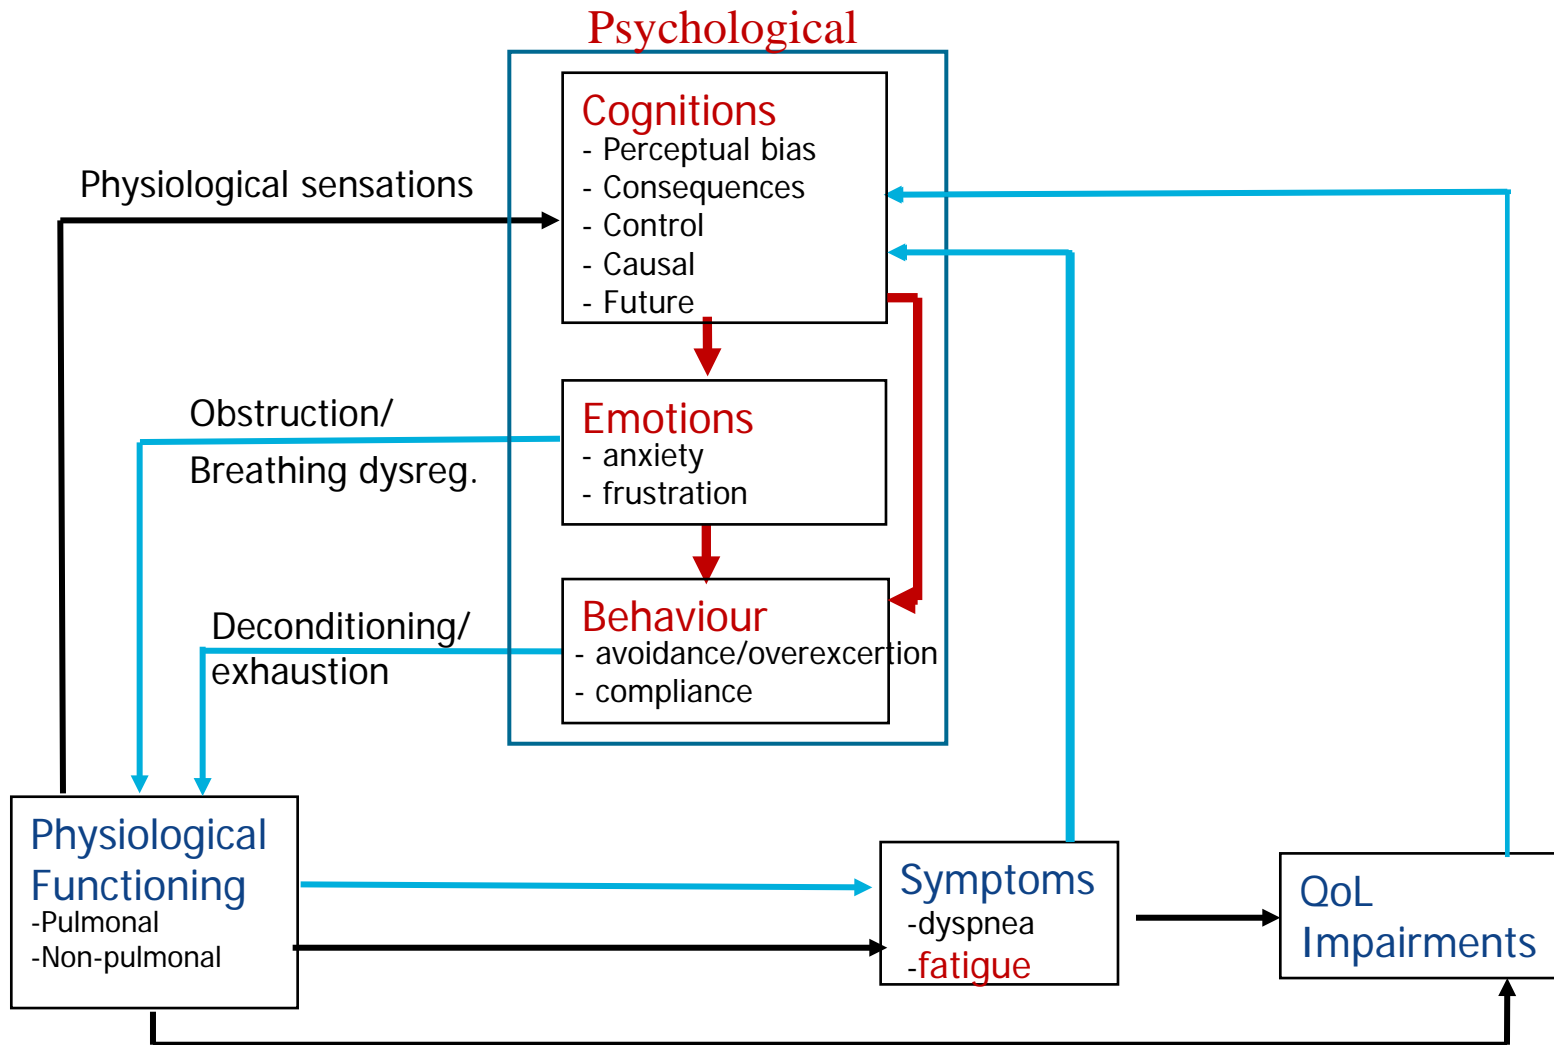 Psychological
Cognitions
- Perceptual bias
- Consequences
- Control
- Causal
- Future
Physiological sensations
Emotions
- anxiety
- frustration
Obstruction/
Breathing dysreg.
Behaviour
- avoidance/overexcertion
- compliance
Deconditioning/
exhaustion
Physiological
Functioning
-Pulmonal
-Non-pulmonal
Symptoms
-dyspnea
-fatigue
QoL
Impairments